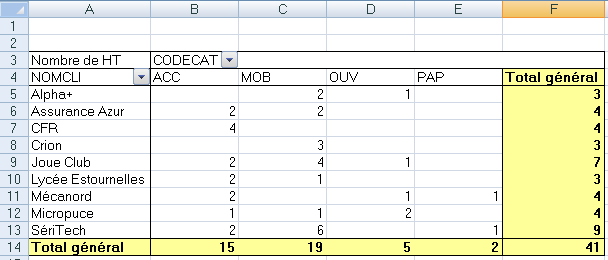 A B C D E F
1
2
3 Nombre de HT CODECAT
4 NOMCLI ACC MOB OUV PAP Total général
5 Alpha+ 2 1 3
6 Assurance Azur 2 2 4
7 CFR 4 4
8 Crion 3 3
9 Joue Club 2 4 1 7
10 Lycée Estournelles 2 1 3
11 Mécanord 2 1 1 4
12 Micropuce 1 1 2 4
13 SériTech 2 6 1 9
14 Total général 15 19 5 2 41